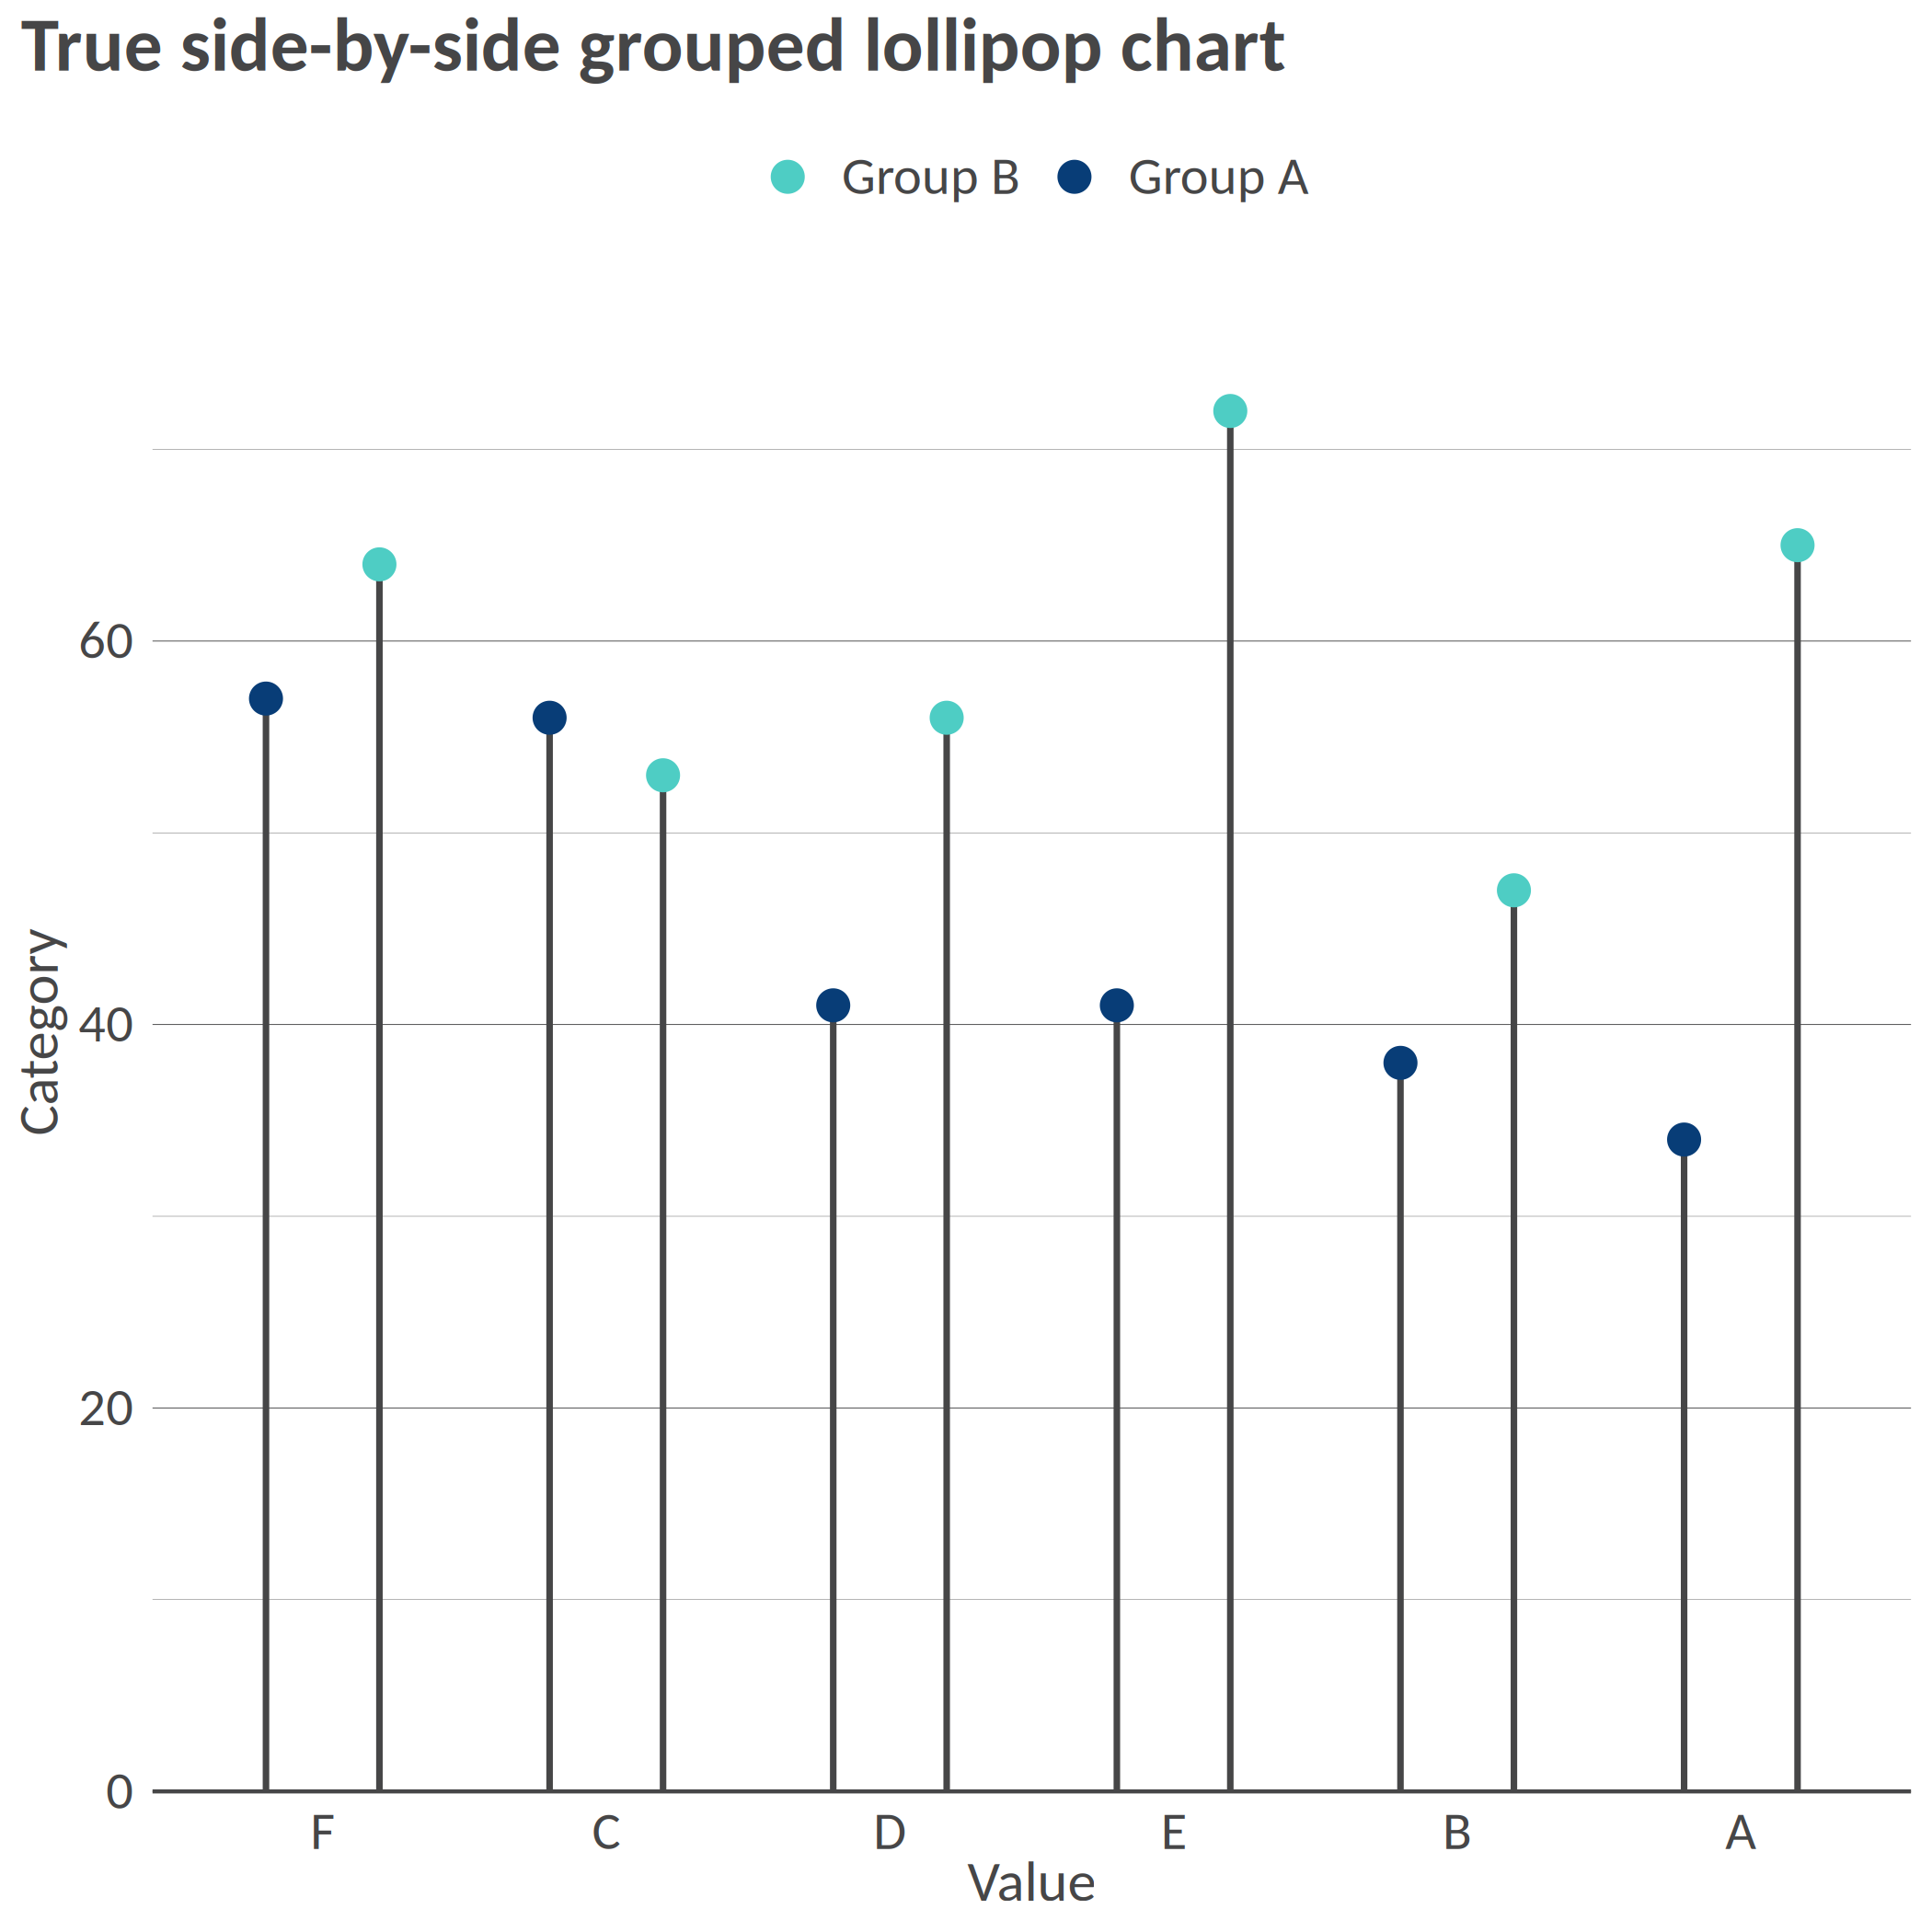 True side-by-side grouped lollipop chart
Group B Group A
60
40
20
0
Category
F C D E B A
Value